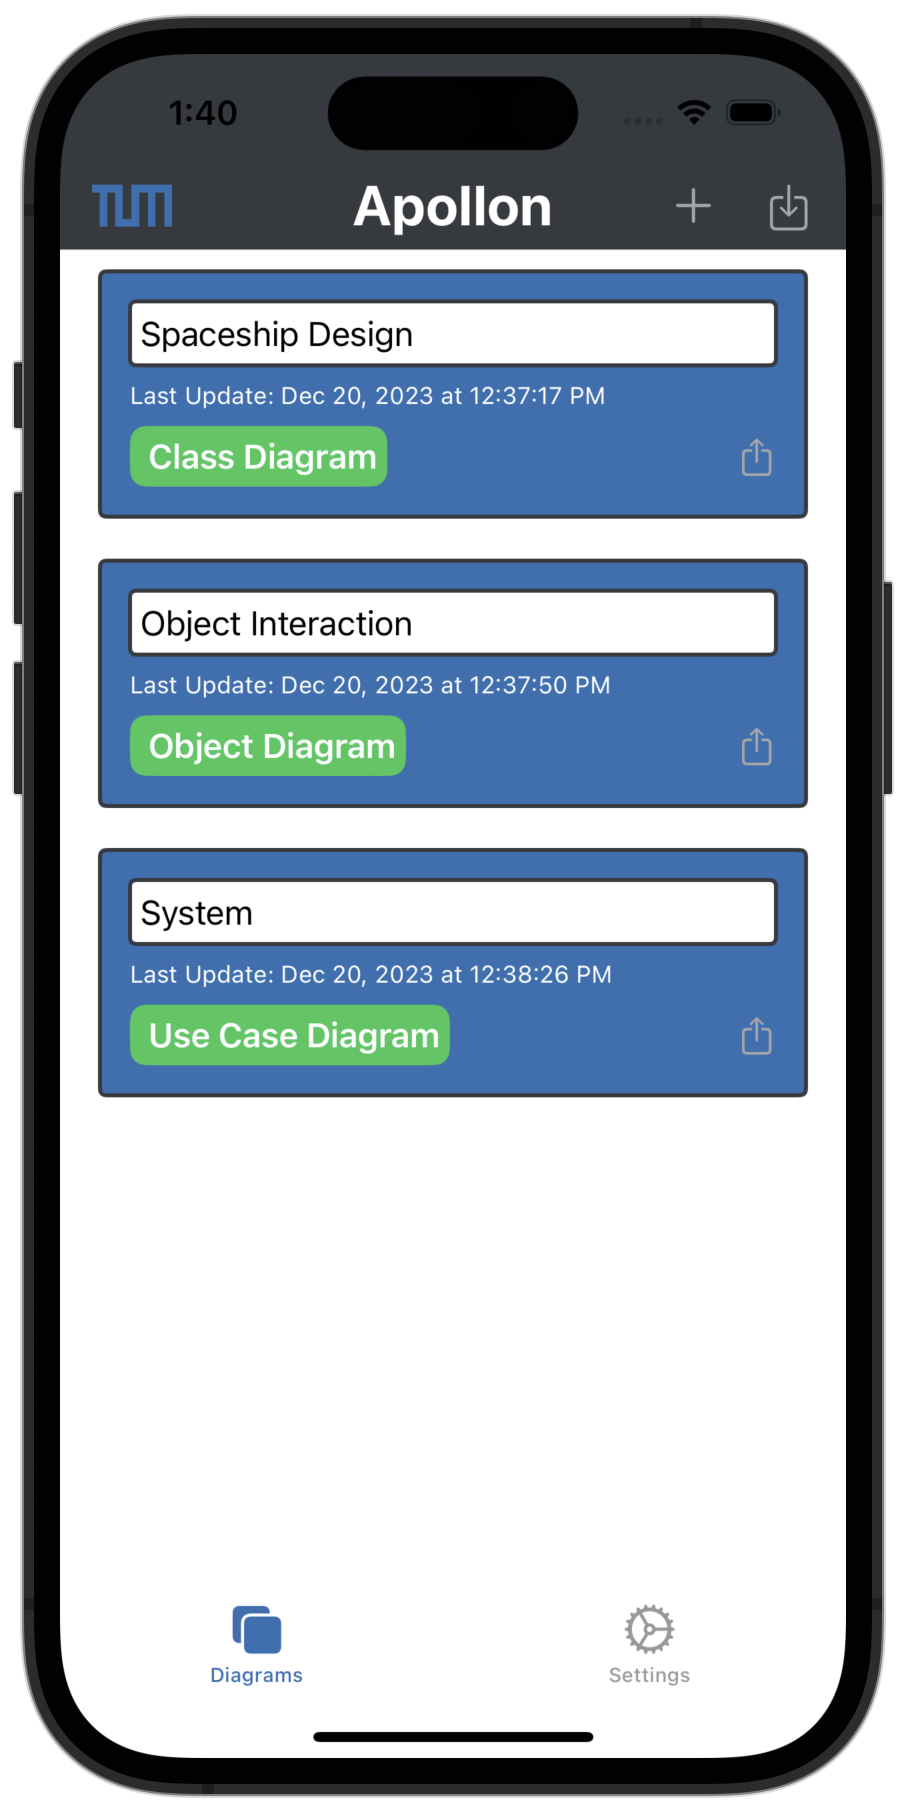 1:40
TUM
Apollon
Spaceship Design
Last Update: Dec 20, 2023 at 12:37:17 PM
Class Diagram
Object Interaction
Last Update: Dec 20, 2023 at 12:37:50 PM
Object Diagram
System
Last Update: Dec 20, 2023 at 12:38:26 PM
Use Case Diagram
Diagrams
Settings